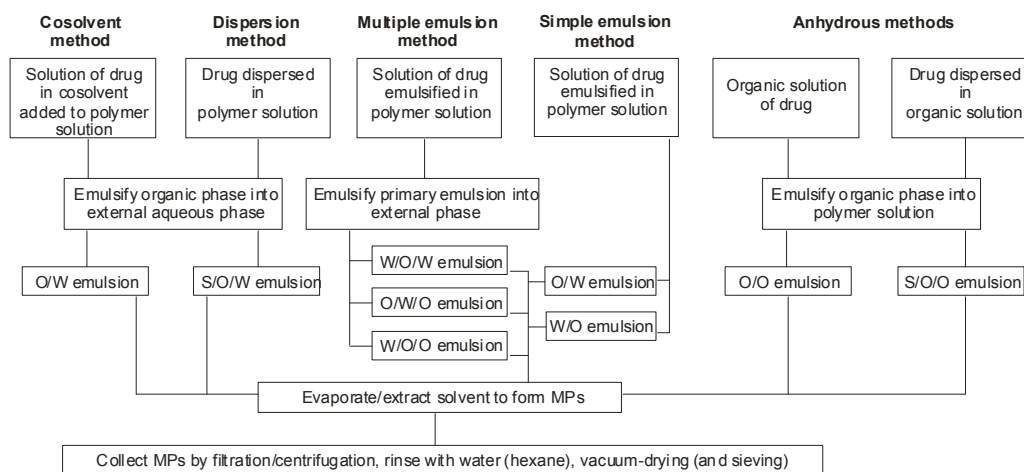 Cosolvent
method
Dispersion
method
Multiple emulsion
method
Simple emulsion
method
Anhydrous methods
Solution of drug
in cosolvent
added to polymer
solution
Drug dispersed
in
polymer solution
Solution of drug
emulsified in
polymer solution
Solution of drug
emulsified in
polymer solution
Organic solution
of drug
Drug dispersed
in
organic solution
Emulsify organic phase into
external aqueous phase
Emulsify primary emulsion into
external phase
Emulsify organic phase into
polymer solution
O/W emulsion
S/O/W emulsion
W/O/W emulsion
O/W/O emulsion
W/O/O emulsion
O/W emulsion
W/O emulsion
O/O emulsion
S/O/O emulsion
Evaporate/extract solvent to form MPs
Collect MPs by filtration/centrifugation, rinse with water (hexane), vacuum-drying (and sieving)